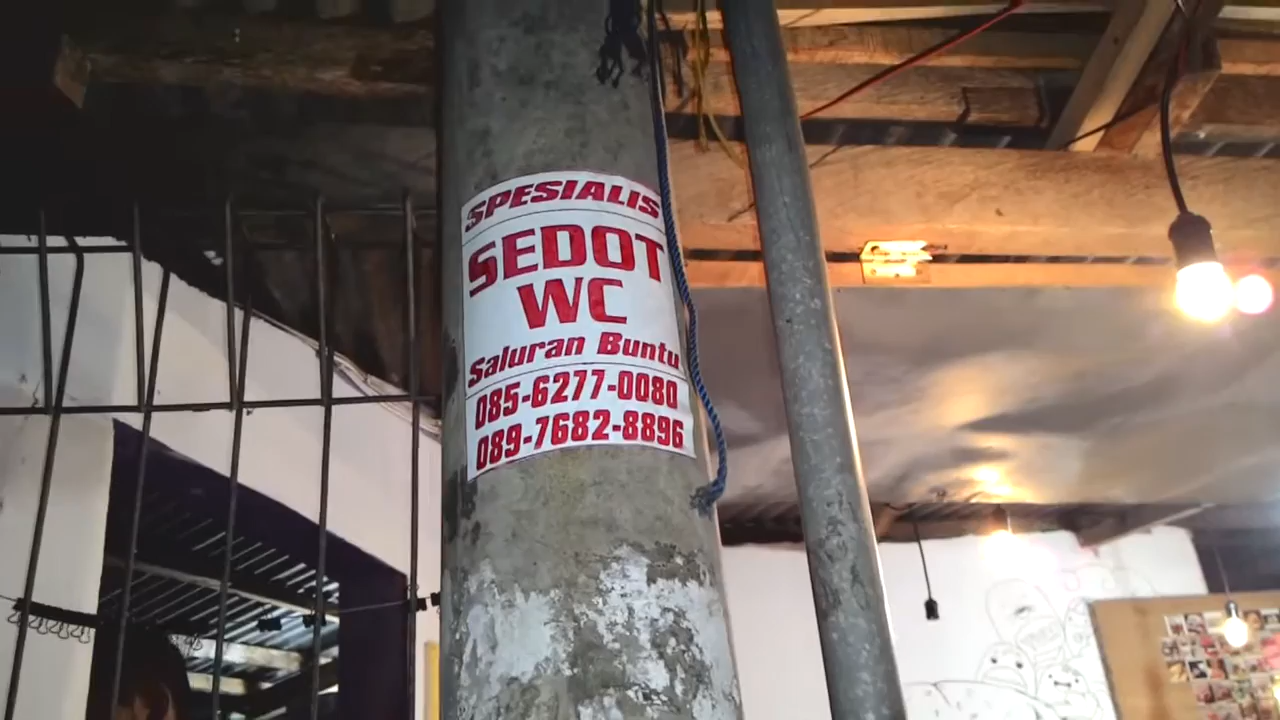 SPESIALIS
SEDOT
WC
Saluran Buntu
085-6277-0080
089-7682-8896